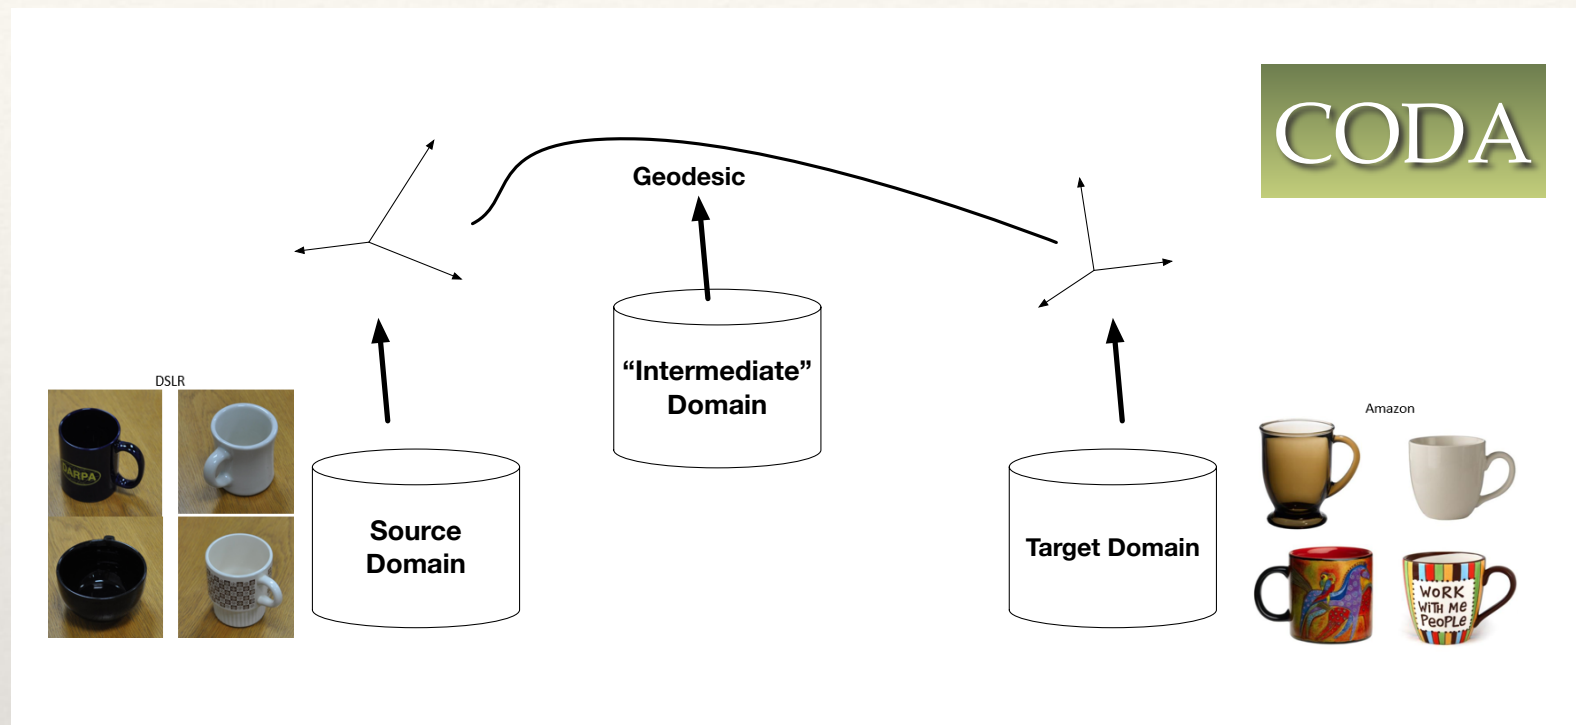 CODA
Geodesic
“Intermediate”
Domain
DSLR
DARPA
Source
Domain
Target Domain
Amazon
WORK
WiTH ME
PEOPLE